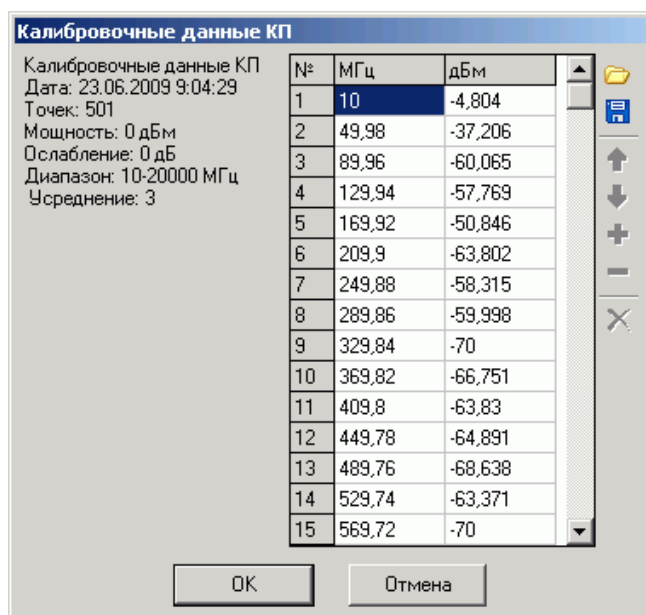 Калибровочные данные КП
Калибровочные данные КП
Дата: 23.06.2009 9:04:29
Точек: 501
Мощность: 0 дБм
Ослабление: 0 дБ
Диапазон: 10-20000 МГц
Усреднение: 3
№ МГц дБм
1 10 -4,804
2 49,98 -37,206
3 89,96 -60,065
4 129,94 -57,769
5 169,92 -50,846
6 209,9 -63,802
7 249,88 -58,315
8 289,86 -59,998
9 329,84 -70
10 369,82 -66,751
11 409,8 -63,83
12 449,78 -64,891
13 489,76 -68,638
14 529,74 -63,371
15 569,72 -70
OK Отмена